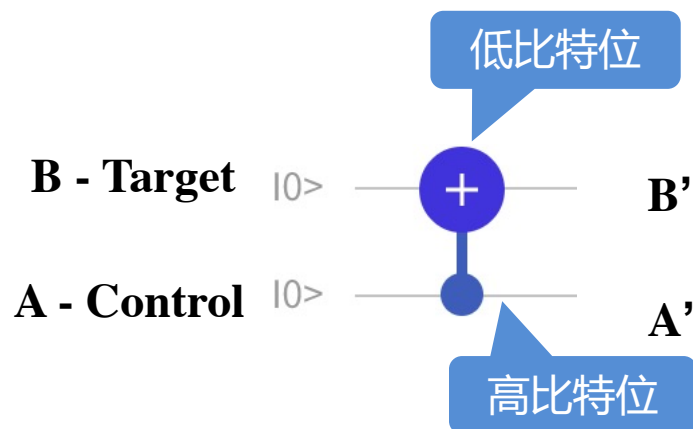 低比特位
B - Target |0> B’
A - Control |0> A’
高比特位